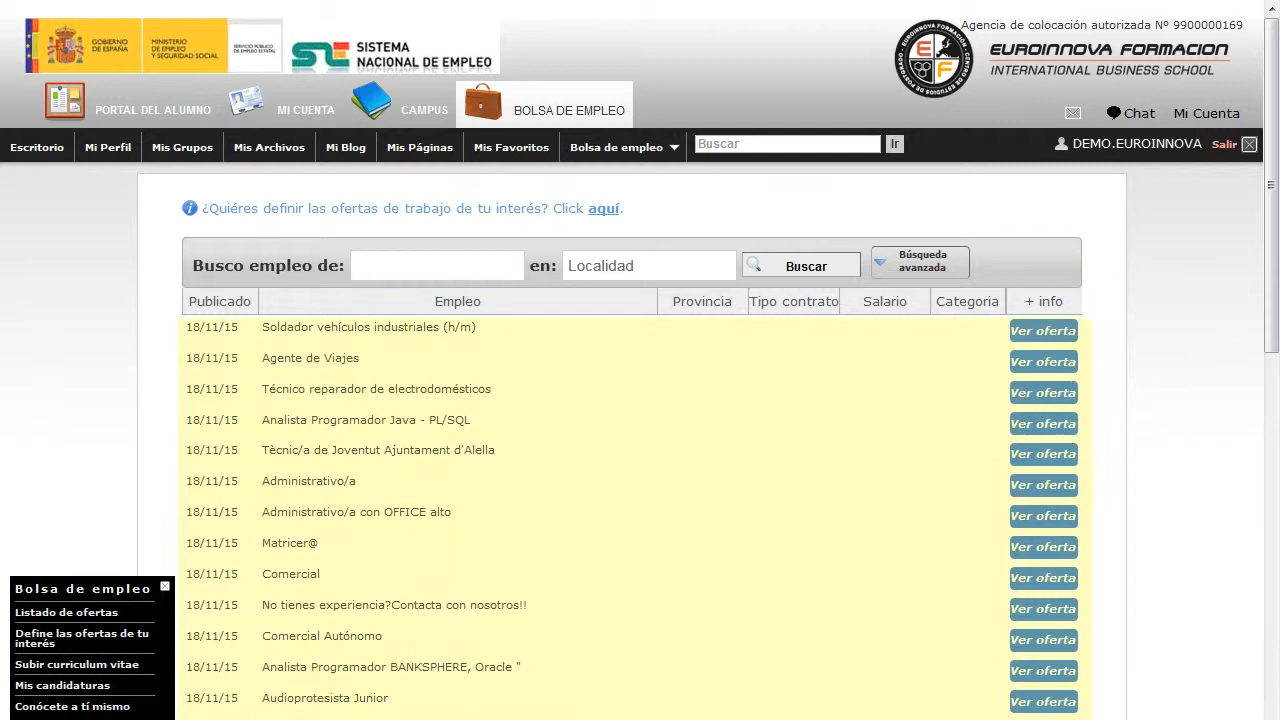 GOBIERNO
DE ESPAÑA
MINISTERIO
DE EMPLEO
Y SEGURIDAD SOCIAL
SERVICIO PÚBLICO
DE EMPLEO ESTATAL
SISTEMA
NACIONAL DE EMPLEO
Agencia de colocación autorizada Nº 9900000169
EUROINNOVA FORMACION
INTERNATIONAL BUSINESS SCHOOL
PORTAL DEL ALUMNO
MI CUENTA
CAMPUS
BOLSA DE EMPLEO
Chat
Mi Cuenta
Escritorio
Mi Perfil
Mis Grupos
Mis Archivos
Mi Blog
Mis Páginas
Mis Favoritos
Bolsa de empleo
Buscar
Ir
DEMO.EUROINNOVA
Salir
¿Quiéres definir las ofertas de trabajo de tu interés? Click aquí.
Busco empleo de:
en:
Localidad
Buscar
Búsqueda
avanzada
Publicado Empleo Provincia Tipo contrato Salario Categoria + info
18/11/15 Soldador vehículos industriales (h/m) Ver oferta
18/11/15 Agente de Viajes Ver oferta
18/11/15 Técnico reparador de electrodomésticos Ver oferta
18/11/15 Analista Programador Java - PL/SQL Ver oferta
18/11/15 Tècnic/a de Joventut Ajuntament d'Alella Ver oferta
18/11/15 Administrativo/a Ver oferta
18/11/15 Administrativo/a con OFFICE alto Ver oferta
18/11/15 Matricer@ Ver oferta
18/11/15 Comercial Ver oferta
18/11/15 No tienes experiencia?Contacta con nosotros!! Ver oferta
18/11/15 Comercial Autónomo Ver oferta
18/11/15 Analista Programador BANKSPHERE, Oracle " Ver oferta
18/11/15 Audioprotesista Junior Ver oferta
Bolsa de empleo
Listado de ofertas
Define las ofertas de tu
interés
Subir curriculum vitae
Mis candidaturas
Conócete a tí mismo